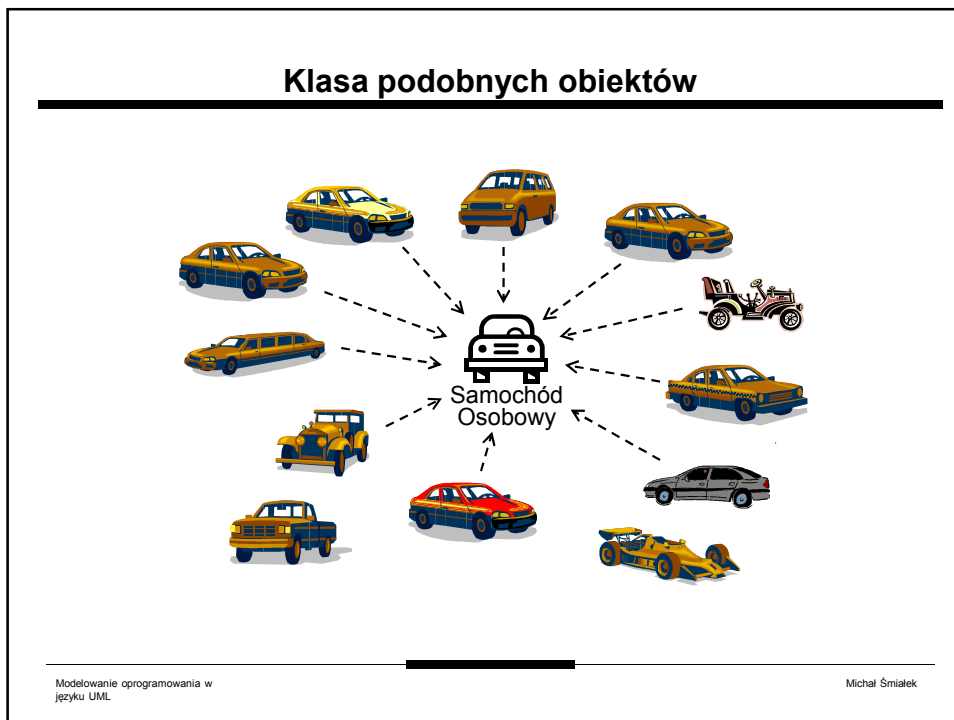 Klasa podobnych obiektów
Samochód
Osobowy
Modelowanie oprogramowania w
języku UML
Michał Śmiałek